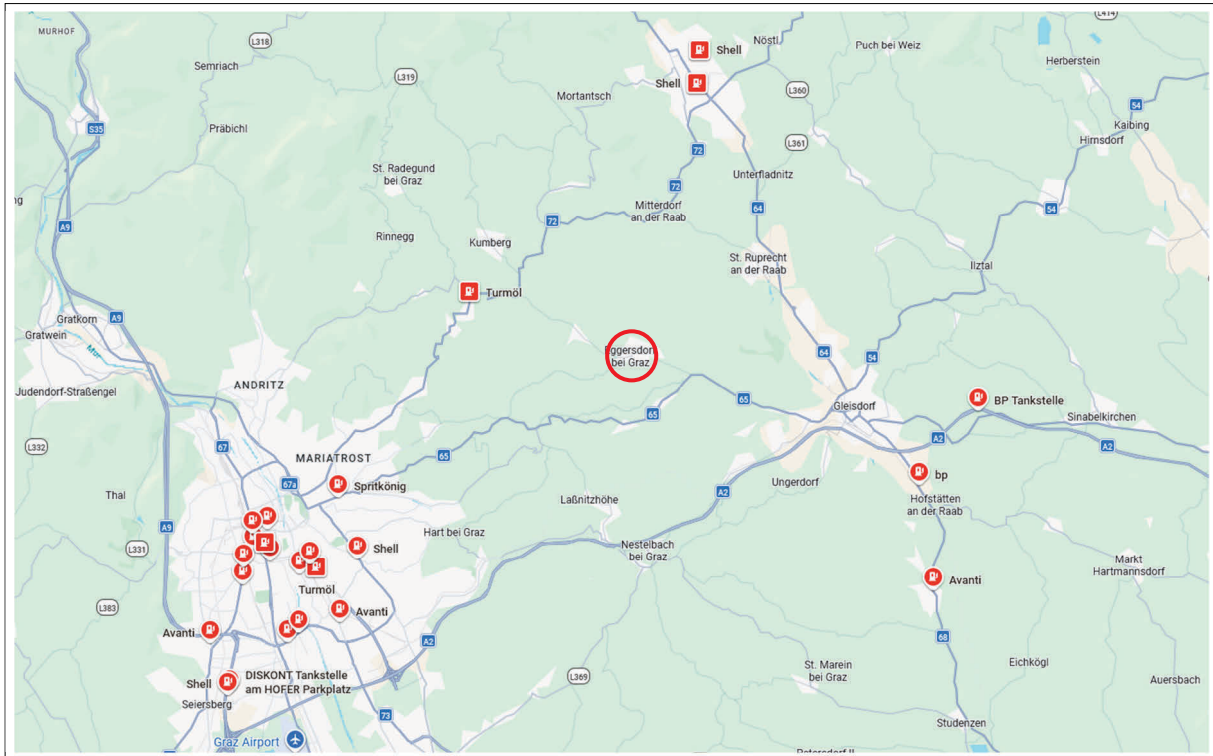 MURHOF
L318
Semriach
L319
Präbichl
S35
St. Radegund
bei Graz
ng
A9
Rinnegg
Kumberg
Mortantsch
Shell
Shell
Nöstl
Puch bei Weiz
L414
Herberstein
L360
54
Kaibing
Hirnsdorf
L361
72
Unterfladnitz
72
Mitterdorf
an der Raab
64
54
72
St. Ruprecht
an der Raab
Ilztal
Turmöl
Gratkorn
A9
Gratwein
Mur
Judendorf-Straßengel
ANDRITZ
Eggersdorf
bei Graz
64
54
65
65
Gleisdorf
BP Tankstelle
Sinabelkirchen
A2
A2
L332
67
MARIATROST
65
67a
Spritkönig
Thal
Laßnitzhöhe
A2
Ungerdorf
bp
Hofstätten
an der Raab
A9
L331
Hart bei Graz
Shell
Nestelbach
bei Graz
Markt
Hartmannsdorf
Turmöl
Avanti
L383
Avanti
Avanti
A2
68
DISKONT Tankstelle
am HOFER Parkplatz
Shell
Seiersberg
L369
St. Marein
bei Graz
Eichkögl
Auersbach
73
Graz Airport
Studenzen